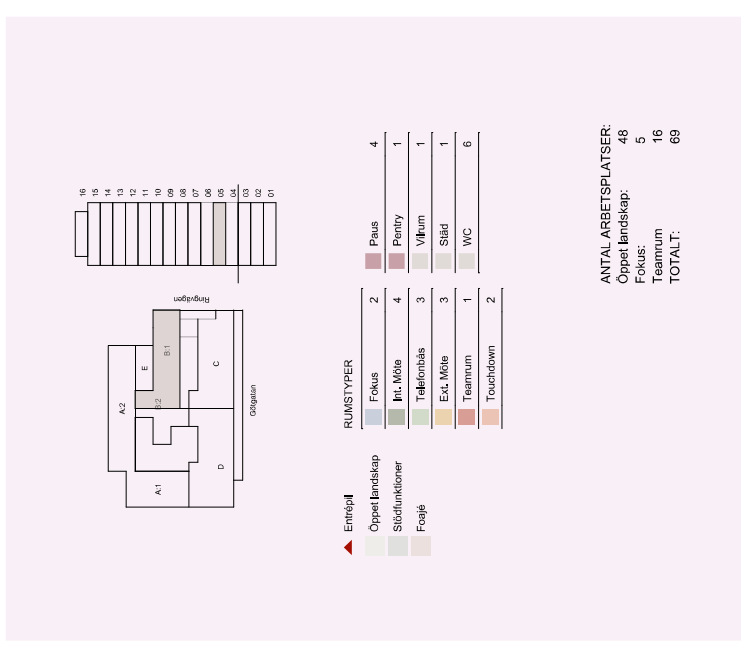 16
15
14
13
12
11
10
09
08
07
06
05
04
03
02
01
Ringvägen
A:2
E
B:1
B:2
C
A:1
D
Götgatan
Entrépil
Öppet landskap
Stödfunktioner
Foajé
RUMSTYPER
Fokus 2
Int. Möte 4
Telefonbås 3
Ext. Möte 3
Teamrum 1
Touchdown 2
Paus 4
Pentry 1
Vilrum 1
Städ 1
WC 6
ANTAL ARBETSPLATSER:
Öppet landskap: 48
Fokus: 5
Teamrum 16
TOTALT: 69